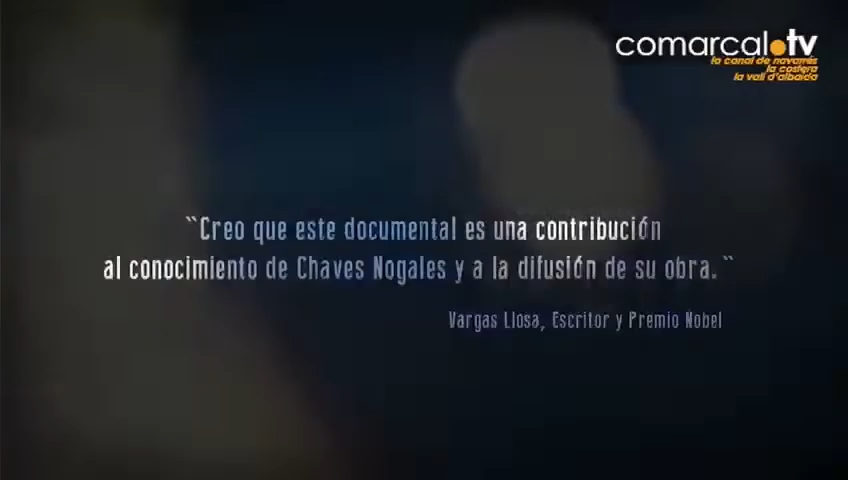 comarcal.tv
la canal de navarrés
la costera
la vall d'albaida
“Creo que este documental es una contribución
al conocimiento de Chaves Nogales y a la difusión de su obra.“
Vargas Llosa, Escritor y Premio Nobel